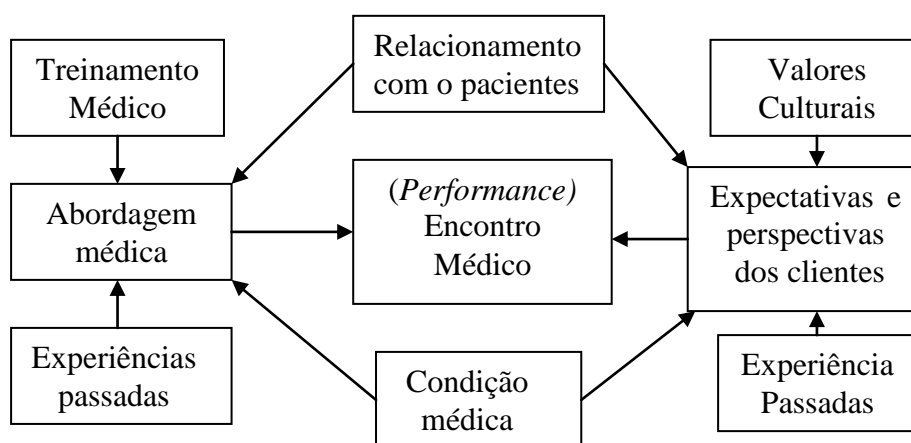 Treinamento
Médico
Relacionamento
com o pacientes
Valores
Culturais
Abordagem
médica
(Performance)
Encontro
Médico
Expectativas e
perspectivas
dos clientes
Experiências
passadas
Condição
médica
Experiência
Passadas